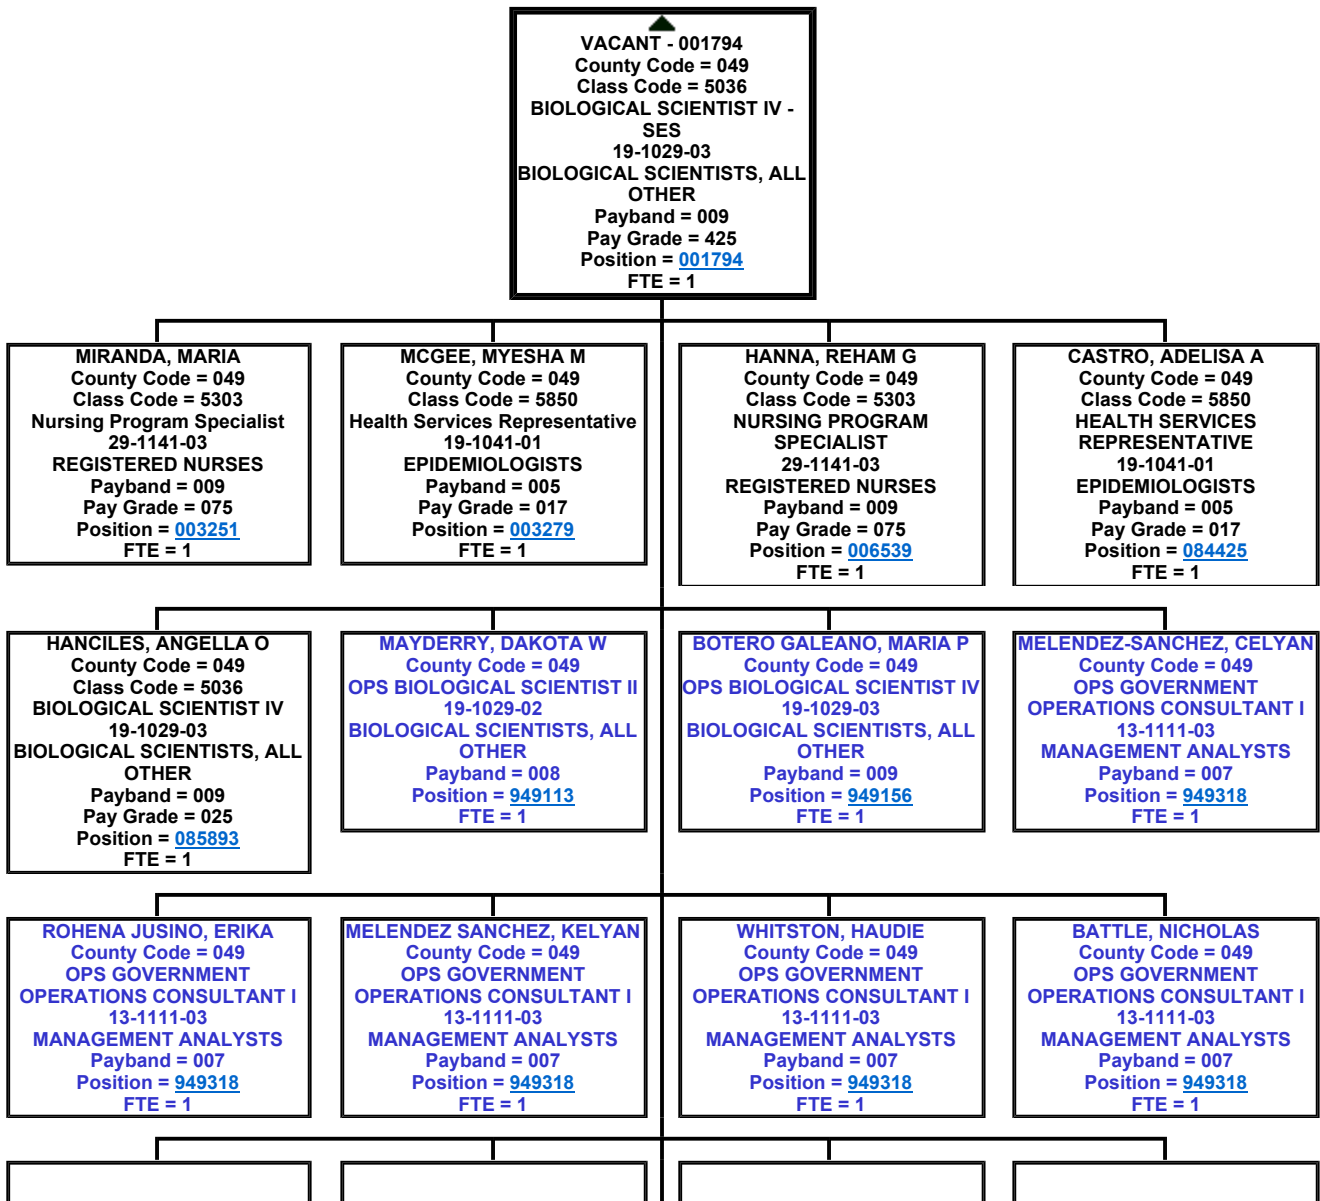 VACANT - 001794
County Code = 049
Class Code = 5036
BIOLOGICAL SCIENTIST IV -
SES
19-1029-03
BIOLOGICAL SCIENTISTS, ALL
OTHER
Payband = 009
Pay Grade = 425
Position = 001794
FTE = 1
MIRANDA, MARIA
County Code = 049
Class Code = 5303
Nursing Program Specialist
29-1141-03
REGISTERED NURSES
Payband = 009
Pay Grade = 075
Position = 003251
FTE = 1
MCGEE, MYESHA M
County Code = 049
Class Code = 5850
Health Services Representative
19-1041-01
EPIDEMIOLOGISTS
Payband = 005
Pay Grade = 017
Position = 003279
FTE = 1
HANNA, REHAM G
County Code = 049
Class Code = 5303
NURSING PROGRAM
SPECIALIST
29-1141-03
REGISTERED NURSES
Payband = 009
Pay Grade = 075
Position = 006539
FTE = 1
CASTRO, ADELISA A
County Code = 049
Class Code = 5850
HEALTH SERVICES
REPRESENTATIVE
19-1041-01
EPIDEMIOLOGISTS
Payband = 005
Pay Grade = 017
Position = 084425
FTE = 1
HANCILES, ANGELLA O
County Code = 049
Class Code = 5036
BIOLOGICAL SCIENTIST IV
19-1029-03
BIOLOGICAL SCIENTISTS, ALL
OTHER
Payband = 009
Pay Grade = 025
Position = 085893
FTE = 1
MAYDERRY, DAKOTA W
County Code = 049
OPS BIOLOGICAL SCIENTIST II
19-1029-02
BIOLOGICAL SCIENTISTS, ALL
OTHER
Payband = 008
Position = 949113
FTE = 1
BOTERO GALEANO, MARIA P
County Code = 049
OPS BIOLOGICAL SCIENTIST IV
19-1029-03
BIOLOGICAL SCIENTISTS, ALL
OTHER
Payband = 009
Position = 949156
FTE = 1
MELENDEZ-SANCHEZ, CELYAN
County Code = 049
OPS GOVERNMENT
OPERATIONS CONSULTANT I
13-1111-03
MANAGEMENT ANALYSTS
Payband = 007
Position = 949318
FTE = 1
ROHENA JUSINO, ERIKA
County Code = 049
OPS GOVERNMENT
OPERATIONS CONSULTANT I
13-1111-03
MANAGEMENT ANALYSTS
Payband = 007
Position = 949318
FTE = 1
MELENDEZ SANCHEZ, KELYAN
County Code = 049
OPS GOVERNMENT
OPERATIONS CONSULTANT I
13-1111-03
MANAGEMENT ANALYSTS
Payband = 007
Position = 949318
FTE = 1
WHITSTON, HAUDIE
County Code = 049
OPS GOVERNMENT
OPERATIONS CONSULTANT I
13-1111-03
MANAGEMENT ANALYSTS
Payband = 007
Position = 949318
FTE = 1
BATTLE, NICHOLAS
County Code = 049
OPS GOVERNMENT
OPERATIONS CONSULTANT I
13-1111-03
MANAGEMENT ANALYSTS
Payband = 007
Position = 949318
FTE = 1